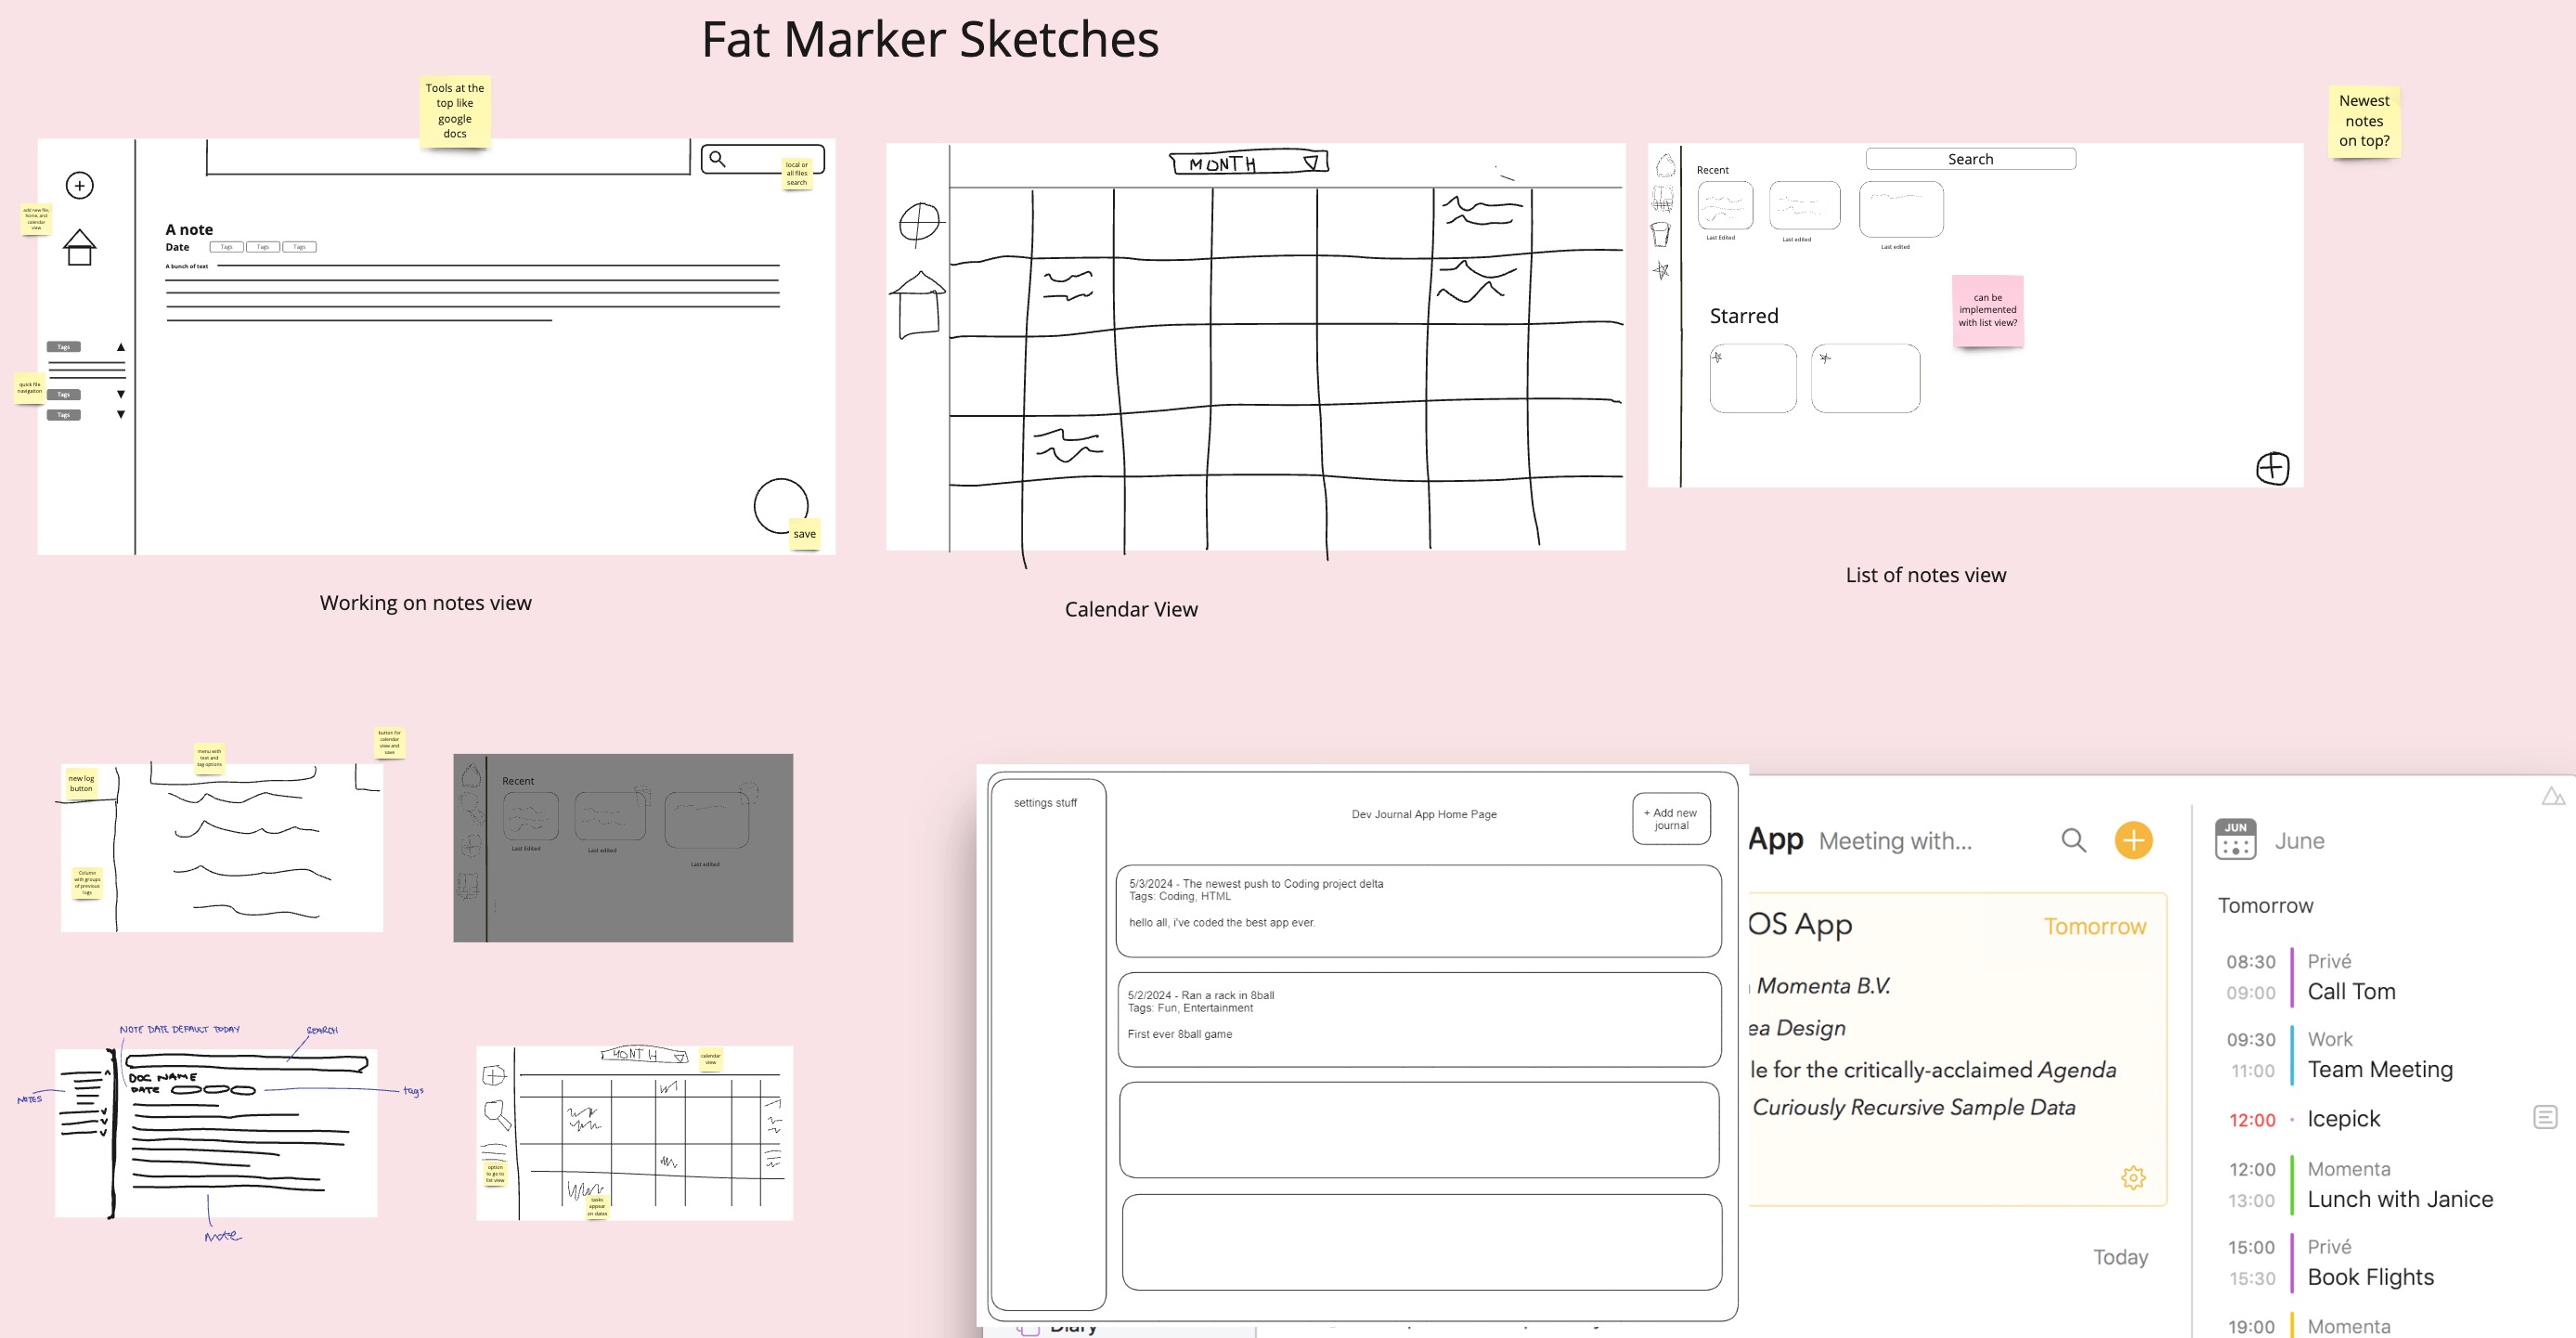 Fat Marker Sketches
Tools at the
top like
google
docs
local or
all files
search
add new file,
home, and
calendar
view
A note
Date
Tags
Tags
Tags
A bunch of text
Tags
quick file
navigation
Tags
Tags
save
Working on notes view
MONTH
Calendar View
Newest
notes
on top?
Search
Recent
Last Edited
Last edited
Last edited
Starred
can be
implemented
with list view?
List of notes view
new log
button
menu with
text and
tag options
button for
calendar
view and
save
Column
with groups
of previous
logs
Recent
Last Edited
Last edited
Last edited
NOTE DATE DEFAULT TODAY
SEARCH
DOC NAME
DATE
tags
NOTES
Note
MONTH
calendar
view
option
to go to
list view
tasks
appear
on dates
settings stuff
Dev Journal App Home Page
+ Add new
journal
5/3/2024 - The newest push to Coding project delta
Tags: Coding, HTML
hello all, i've coded the best app ever.
5/2/2024 - Ran a rack in 8ball
Tags: Fun, Entertainment
First ever 8ball game
App Meeting with...
OS App
Tomorrow
Momenta B.V.
ea Design
le for the critically-acclaimed Agenda
Curiously Recursive Sample Data
Today
JUN
June
Tomorrow
08:30 Privé
09:00 Call Tom
09:30 Work
11:00 Team Meeting
12:00 Icepick
12:00 Momenta
13:00 Lunch with Janice
15:00 Privé
15:30 Book Flights
19:00 Momenta
Diary